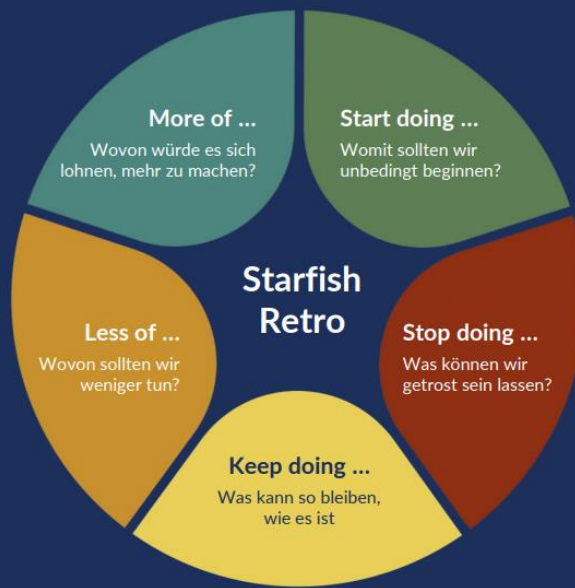 More of ...
Wovon würde es sich
lohnen, mehr zu machen?
Start doing ...
Womit sollten wir
unbedingt beginnen?
Starfish
Retro
Less of ...
Wovon sollten wir
weniger tun?
Stop doing ...
Was können wir
getrost sein lassen?
Keep doing ...
Was kann so bleiben,
wie es ist